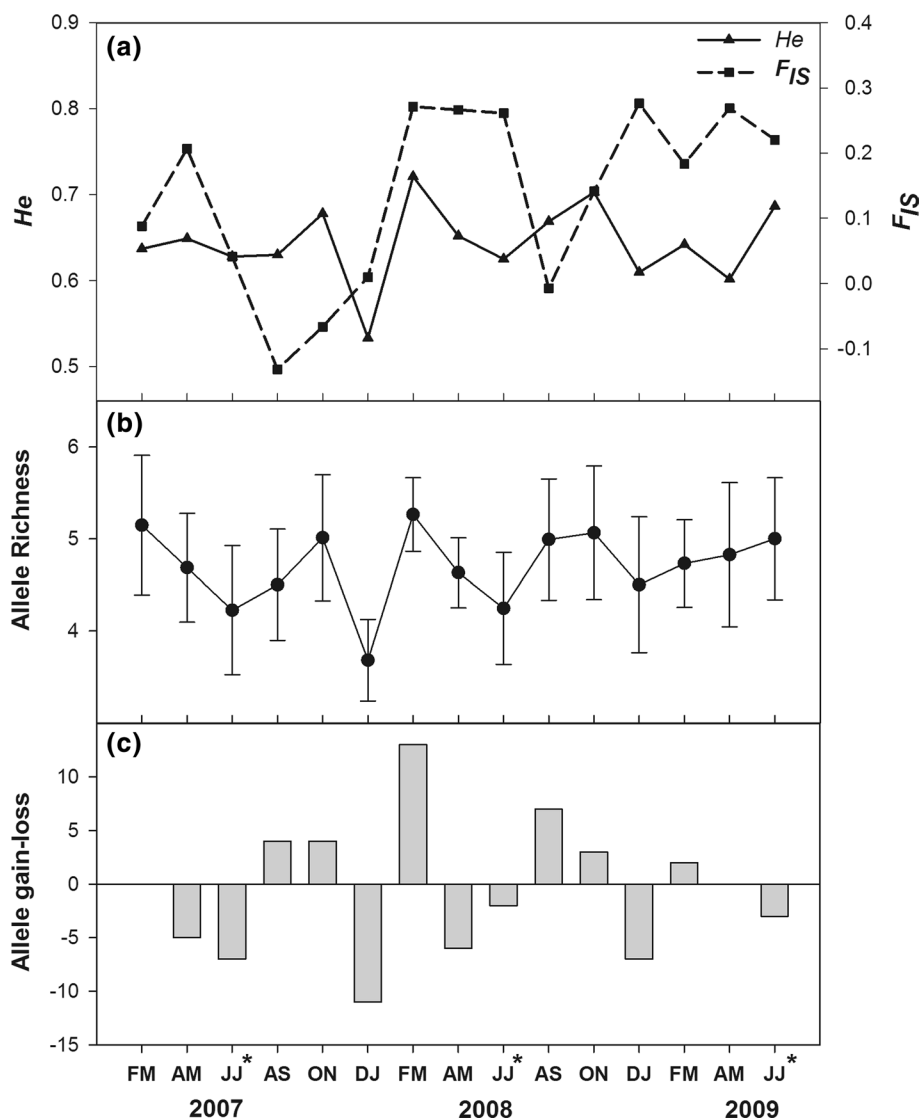 (a)
He
F_IS
0.9
0.8
0.7
0.6
0.5
He
0.4
0.3
0.2
0.1
0.0
-0.1
F_IS
(b)
6
5
4
Allele Richness
(c)
10
5
0
-5
-10
-15
Allele gain-loss
FM AM JJ* AS ON DJ FM AM JJ* AS ON DJ FM AM JJ*
2007 2008 2009